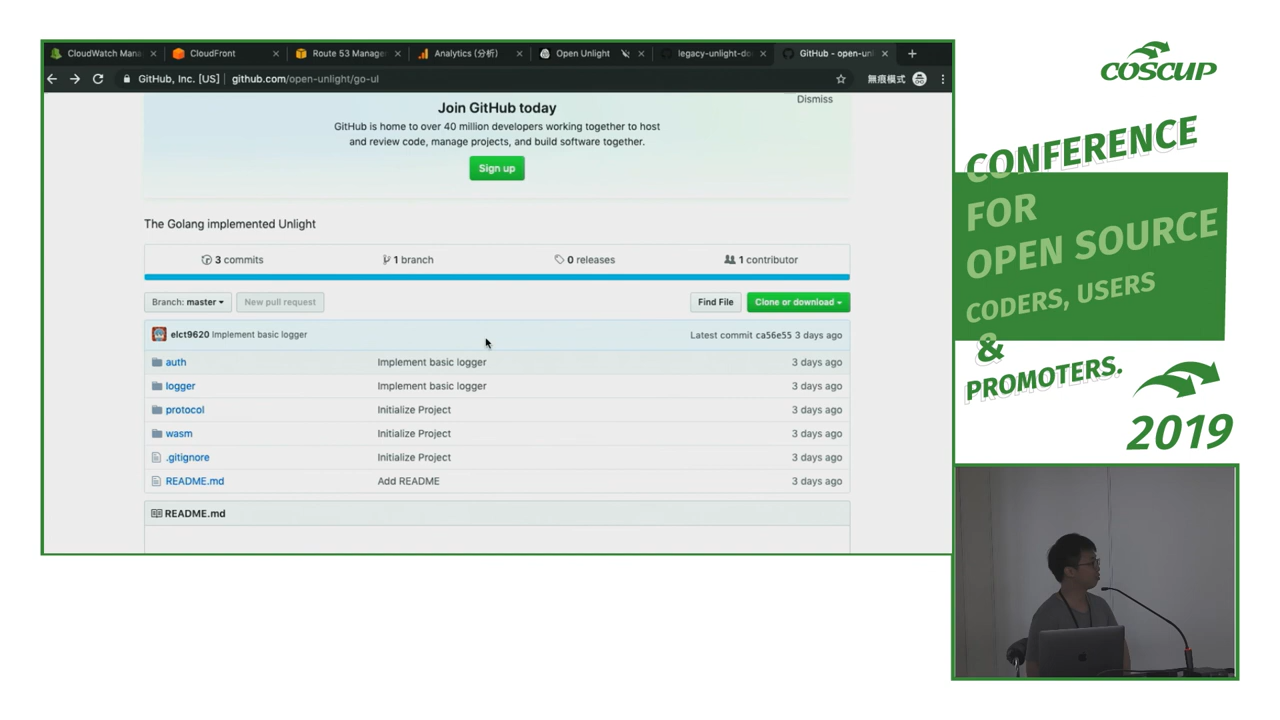 CloudWatch Mana
CloudFront
Route 53 Manage
Analytics (分析)
Open Unlight
legacy-unlight-do
GitHub - open-unl
GitHub, Inc. [US] | github.com/open-unlight/go-ul
無痕模式
Join GitHub today
Dismiss
GitHub is home to over 40 million developers working together to host
and review code, manage projects, and build software together.
Sign up
The Golang implemented Unlight
3 commits
1 branch
0 releases
1 contributor
Branch: master
New pull request
Find File
Clone or download
elct9620 Implement basic logger
Latest commit ca56e55 3 days ago
auth Implement basic logger 3 days ago
logger Implement basic logger 3 days ago
protocol Initialize Project 3 days ago
wasm Initialize Project 3 days ago
.gitignore Initialize Project 3 days ago
README.md Add README 3 days ago
README.md
COSCUP
CONFERENCE
FOR
OPEN SOURCE
CODERS, USERS
&
PROMOTERS.
2019